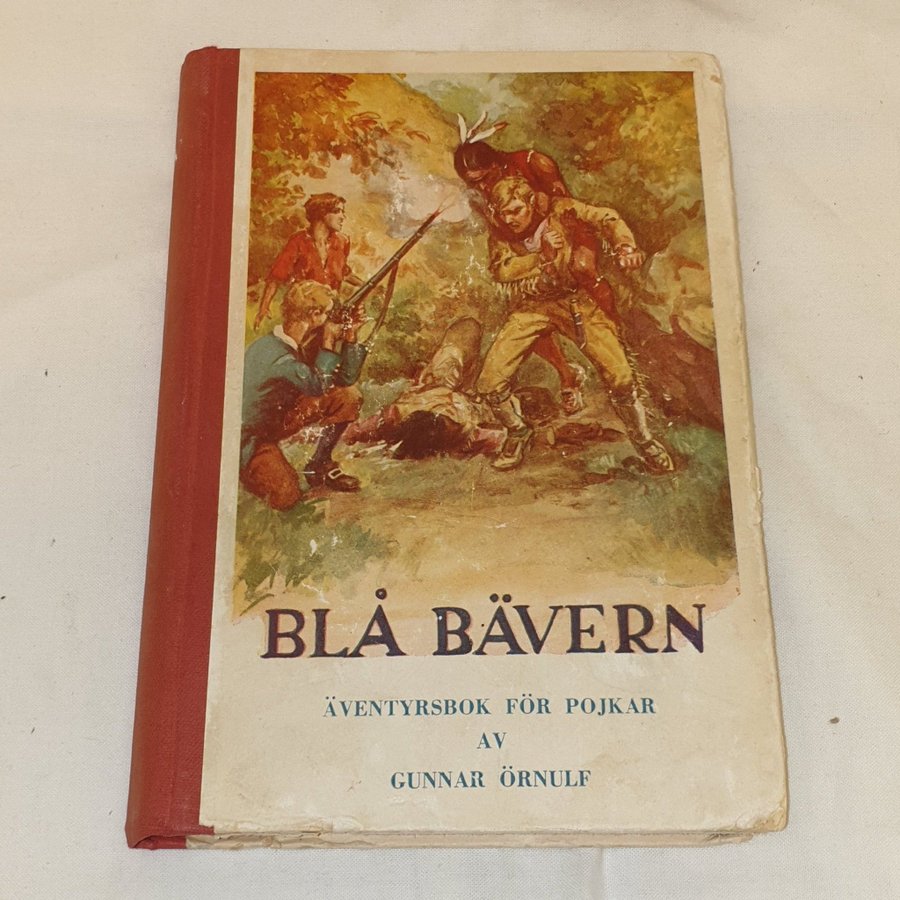 BLÅ BÄVERN
ÄVENTYRSBOK FÖR POJKAR
AV
GUNNAR ÖRNULF